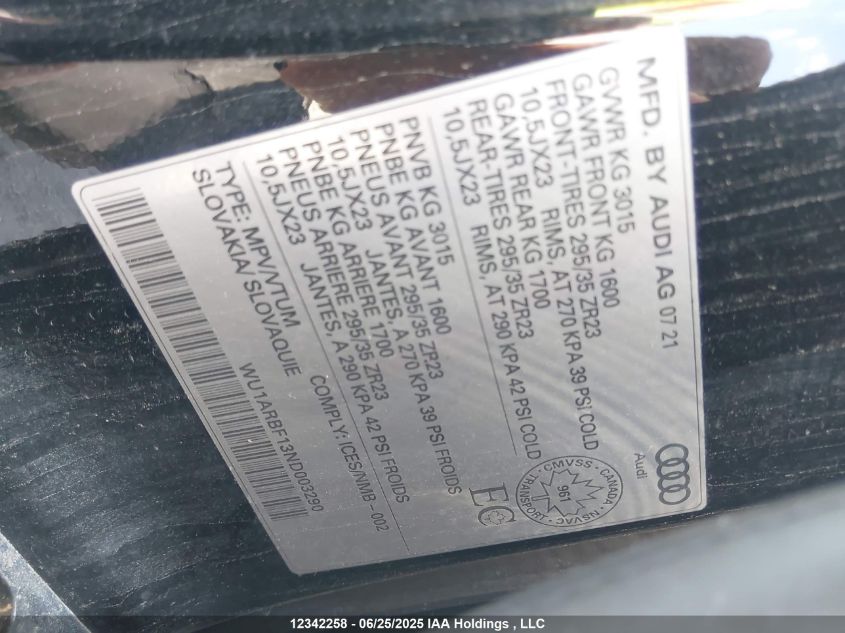 MFD. BY AUDI AG 07 21
GVWR KG 3015
GAWR FRONT KG 1600
FRONT-TIRES 295/35 ZR23
10,5JX23 RIMS, AT 270 KPA 39 PSI COLD
GAWR REAR KG 1700
REAR-TIRES 295/35 ZR23
10,5JX23 RIMS, AT 290 KPA 42 PSI COLD
PNVB KG 3015
PNBE KG AVANT 1600
PNEUS AVANT 295/35 ZR23
10,5JX23 JANTES, A 270 KPA 39 PSI FROIDS
PNBE KG ARRIERE 1700
PNEUS ARRIERE 295/35 ZR23
10,5JX23 JANTES, A 290 KPA 42 PSI FROIDS
COMPLY: ICES/NMB-002
TYPE: MPV/VTUM
SLOVAKIA/ SLOVAQUIE
WU1ARBF13ND003290
Audi
CMVSS - CANADA - NSVAC - TRANSPORT
961
EC
12342258 - 06/25/2025 IAA Holdings , LLC